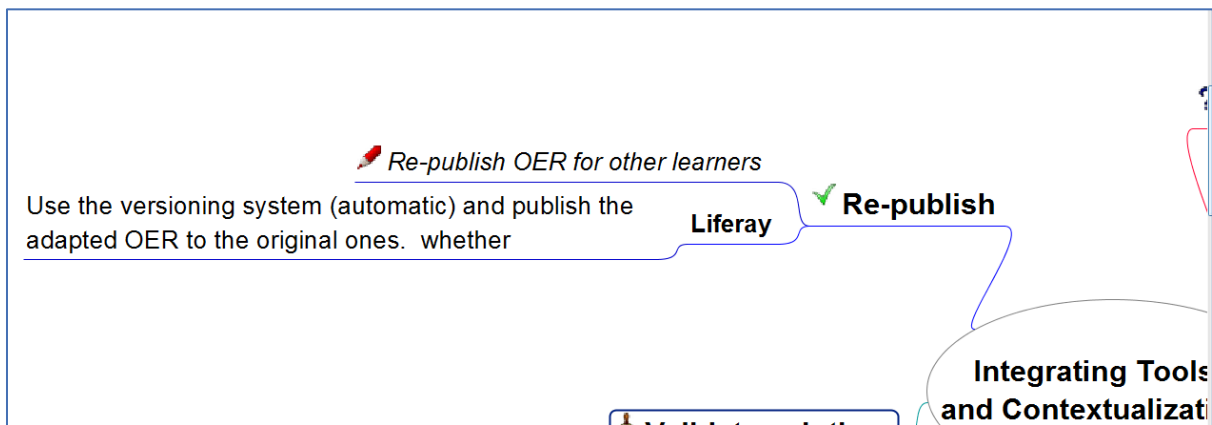 Re-publish OER for other learners
Use the versioning system (automatic) and publish the
adapted OER to the original ones.  whether
Liferay
Re-publish
Integrating Tools
and Contextualizati